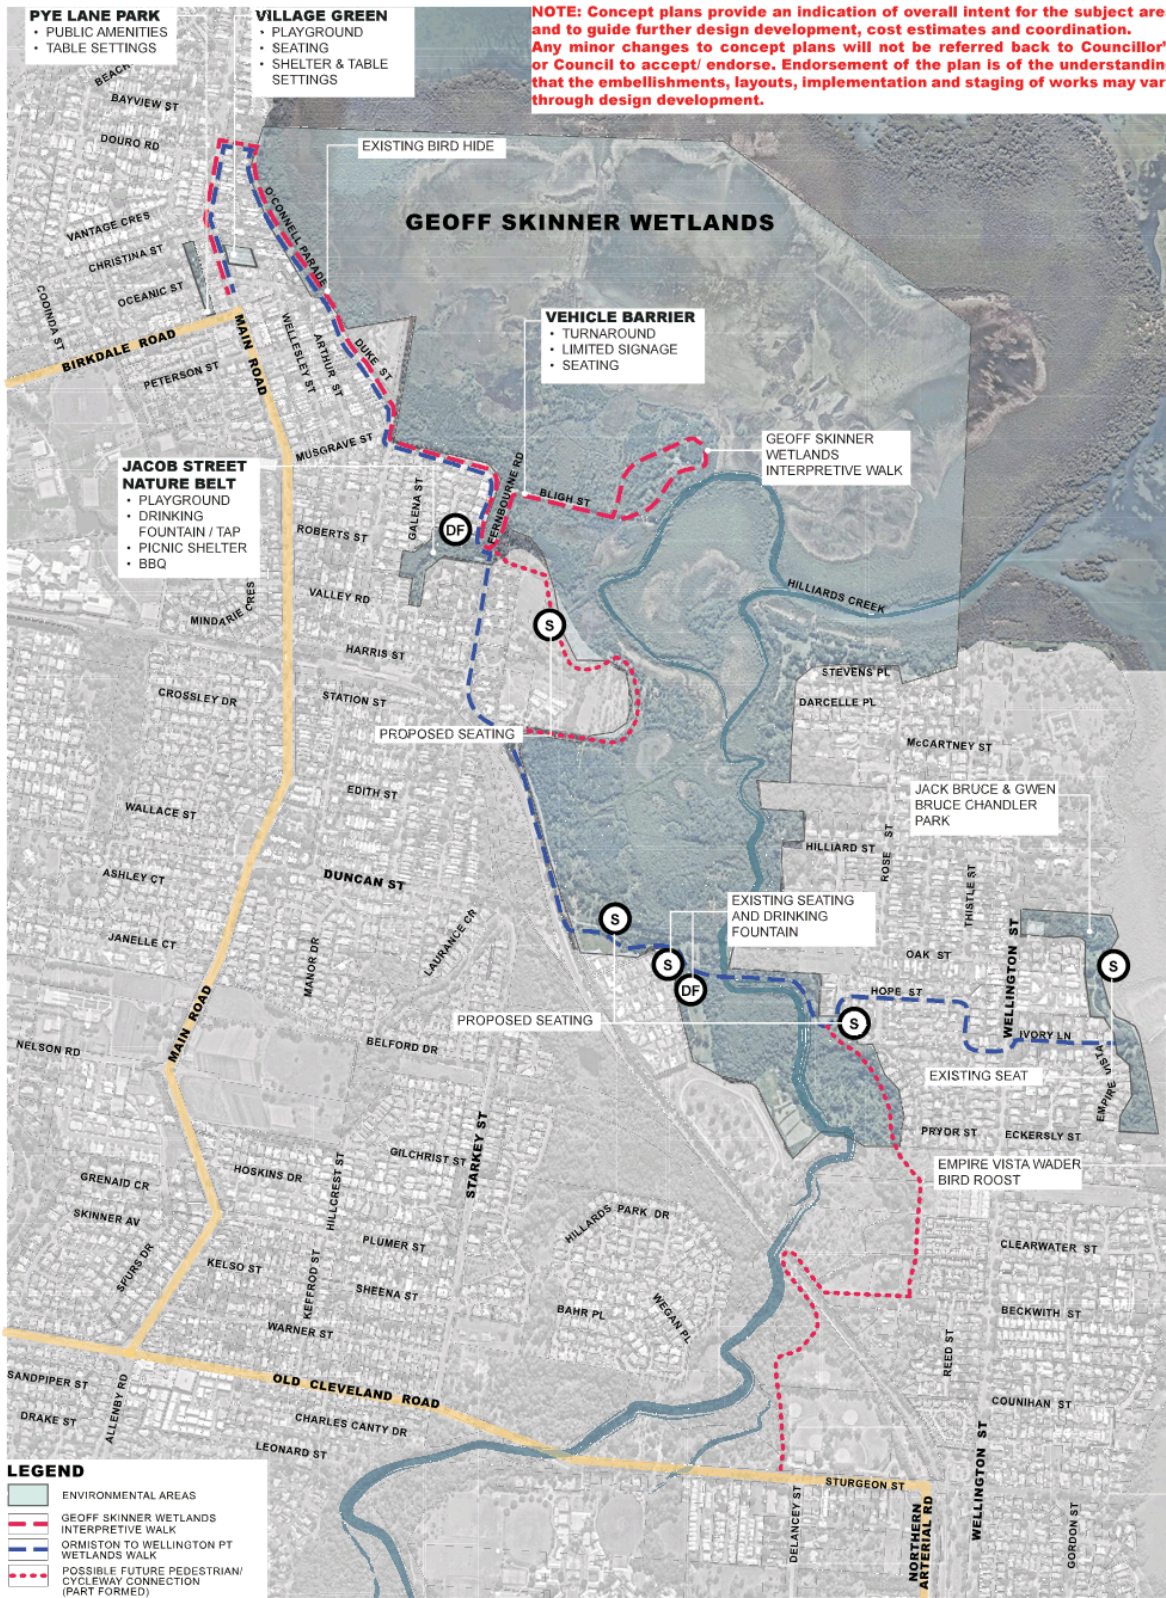 PYE LANE PARK
• PUBLIC AMENITIES
• TABLE SETTINGS
VILLAGE GREEN
• PLAYGROUND
• SEATING
• SHELTER & TABLE
SETTINGS
NOTE: Concept plans provide an indication of overall intent for the subject are
and to guide further design development, cost estimates and coordination.
Any minor changes to concept plans will not be referred back to Councillor'
or Council to accept/ endorse. Endorsement of the plan is of the understandin
that the embellishments, layouts, implementation and staging of works may var
through design development.
BAYVIEW ST
DOURO RD
EXISTING BIRD HIDE
GEOFF SKINNER WETLANDS
O'CONNELL PARADE
VANTAGE CRES
CHRISTINA ST
OCEANIC ST
COOINDA ST
BIRKDALE ROAD
MAIN ROAD
WELLESLEY ST
ARTHUR ST
DUKE ST
PETERSON ST
VEHICLE BARRIER
• TURNAROUND
• LIMITED SIGNAGE
• SEATING
MUSGRAVE ST
GEOFF SKINNER
WETLANDS
INTERPRETIVE WALK
JACOB STREET
NATURE BELT
• PLAYGROUND
• DRINKING
FOUNTAIN / TAP
• PICNIC SHELTER
• BBQ
GALENA ST
FERNBOURNE RD
BLIGH ST
DF
ROBERTS ST
HILLIARDS CREEK
VALLEY RD
MINDARIE CRES
S
HARRIS ST
STEVENS PL
CROSSLEY DR
STATION ST
DARCELLE PL
PROPOSED SEATING
McCARTNEY ST
EDITH ST
JACK BRUCE & GWEN
BRUCE CHANDLER
PARK
WALLACE ST
HILLIARD ST
ROSE ST
ASHLEY CT
DUNCAN ST
THISTLE ST
EXISTING SEATING
AND DRINKING
FOUNTAIN
S
LAURANCE CR
JANELLE CT
MANOR DR
OAK ST
WELLINGTON ST
S
S
DF
HOPE ST
MAIN ROAD
PROPOSED SEATING
S
IVORY LN
NELSON RD
BELFORD DR
EXISTING SEAT
EMPIRE VISTA
PRYOR ST
ECKERSLY ST
STARKEY ST
GILCHRIST ST
EMPIRE VISTA WADER
BIRD ROOST
HOSKINS DR
HILLCREST ST
GRENAID CR
SKINNER AV
HILLARDS PARK DR
PLUMER ST
CLEARWATER ST
SPURS DR
KELSO ST
KEFFROD ST
SHEENA ST
BAHR PL
WEGAN PL
BECKWITH ST
WARNER ST
REED ST
SANDPIPER ST
OLD CLEVELAND ROAD
COUNIHAN ST
DRAKE ST
ALLENBY RD
CHARLES CANTY DR
LEONARD ST
WELLINGTON ST
STURGEON ST
DELANCEY ST
NORTHERN
ARTERIAL RD
GORDON ST
LEGEND
ENVIRONMENTAL AREAS
GEOFF SKINNER WETLANDS
INTERPRETIVE WALK
ORMISTON TO WELLINGTON PT
WETLANDS WALK
POSSIBLE FUTURE PEDESTRIAN/
CYCLEWAY CONNECTION
(PART FORMED)